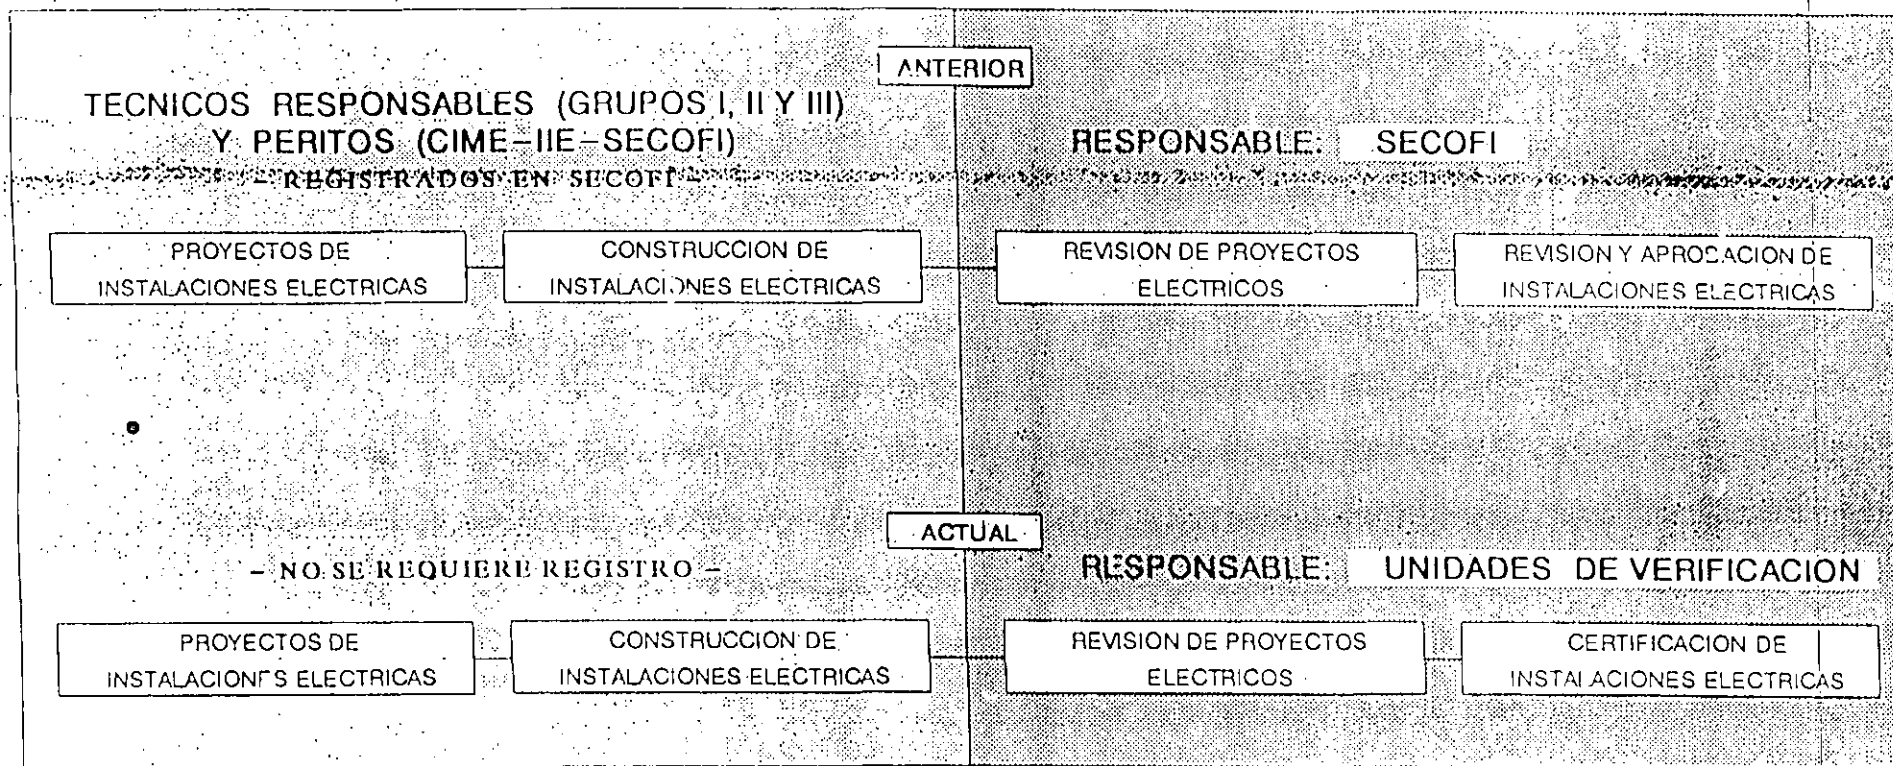 ANTERIOR
TECNICOS RESPONSABLES (GRUPOS I, II Y III)
Y PERITOS (CIME-IIE-SECOFI)
- REGISTRADOS EN SECOFI -
RESPONSABLE: SECOFI
PROYECTOS DE
INSTALACIONES ELECTRICAS
CONSTRUCCION DE
INSTALACIONES ELECTRICAS
REVISION DE PROYECTOS
ELECTRICOS
REVISION Y APROBACION DE
INSTALACIONES ELECTRICAS
ACTUAL
- NO SE REQUIERE REGISTRO -
RESPONSABLE: UNIDADES DE VERIFICACION
PROYECTOS DE
INSTALACIONES ELECTRICAS
CONSTRUCCION DE
INSTALACIONES ELECTRICAS
REVISION DE PROYECTOS
ELECTRICOS
CERTIFICACION DE
INSTALACIONES ELECTRICAS